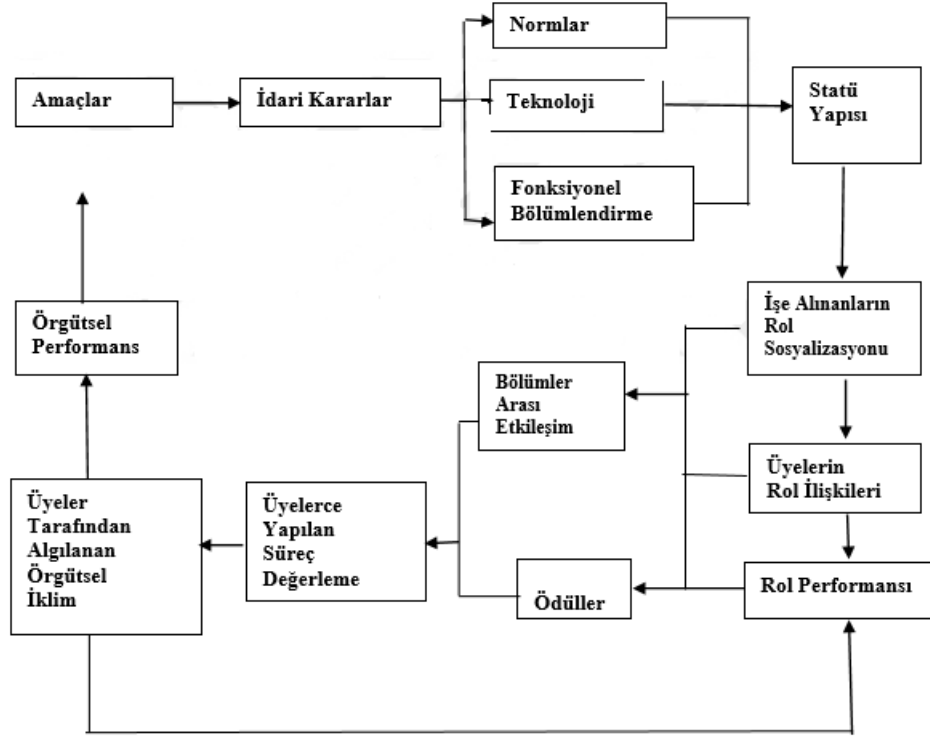 Normlar
Amaçlar
İdari Kararlar
Teknoloji
Statü
Yapısı
Fonksiyonel
Bölümlendirme
Örgütsel
Performans
İşe Alınanların
Rol
Sosyalizasyonu
Bölümler
Arası
Etkileşim
Üyelerin
Rol İlişkileri
Üyeler
Tarafından
Algılanan
Örgütsel
İklim
Üyelerce
Yapılan
Süreç
Değerleme
Ödüller
Rol Performansı